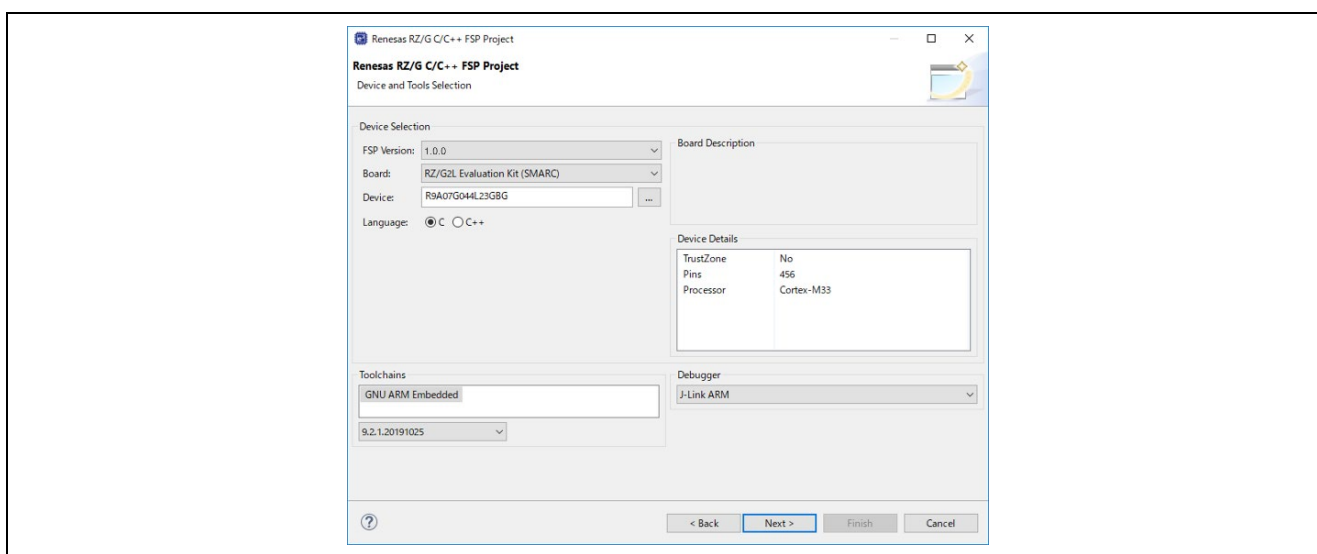 Renesas RZ/G C/C++ FSP Project
Renesas RZ/G C/C++ FSP Project
Device and Tools Selection
Device Selection
FSP Version: 1.0.0
Board: RZ/G2L Evaluation Kit (SMARC)
Device: R9A07G044L23GBG ...
Language: C C++
Board Description
Device Details
TrustZone No
Pins 456
Processor Cortex-M33
Toolchains
GNU ARM Embedded
9.2.1.20191025
Debugger
J-Link ARM
? < Back Next > Finish Cancel